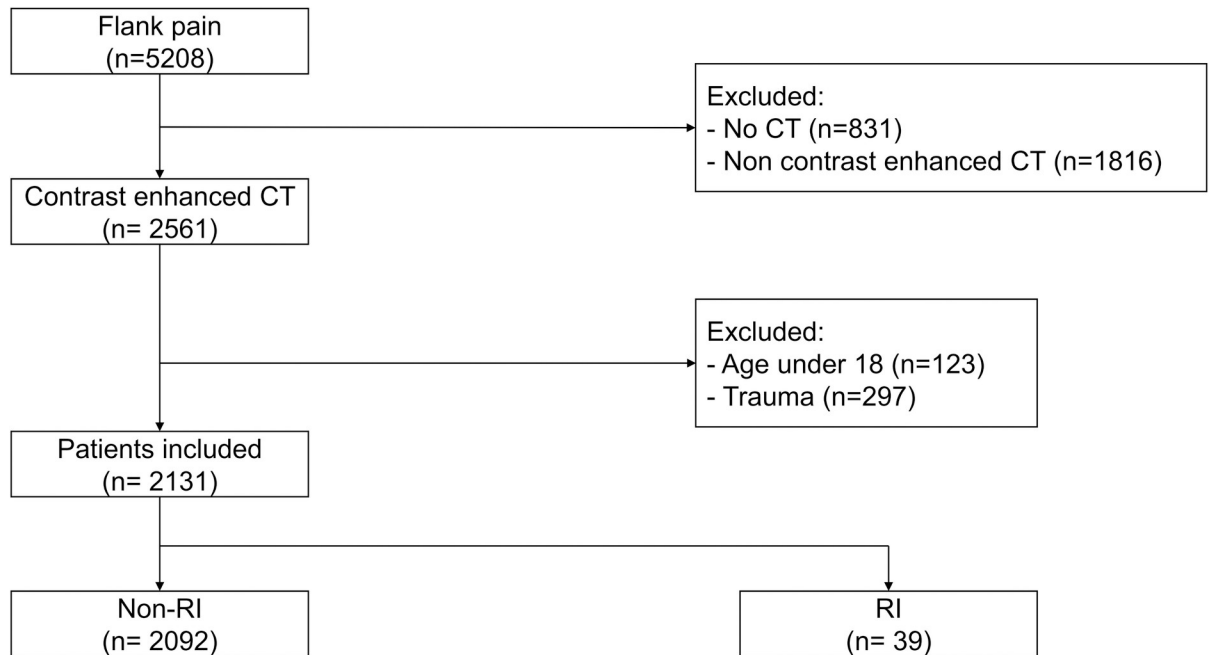 Flank pain
(n=5208)
Excluded:
- No CT (n=831)
- Non contrast enhanced CT (n=1816)
Contrast enhanced CT
(n= 2561)
Excluded:
- Age under 18 (n=123)
- Trauma (n=297)
Patients included
(n= 2131)
Non-RI
(n= 2092)
RI
(n= 39)